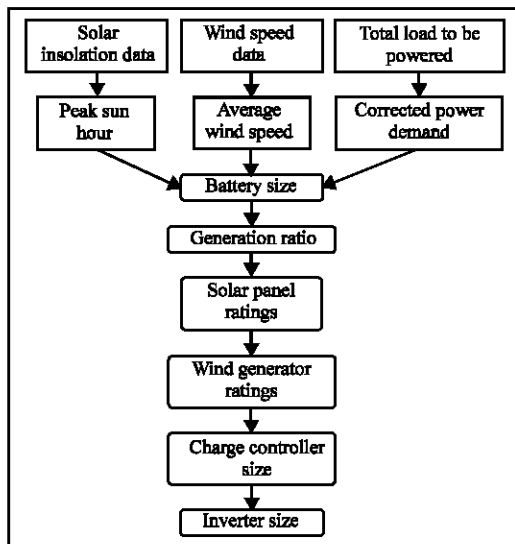 Solar
insolation data
Wind speed
data
Total load to be
powered
Peak sun
hour
Average
wind speed
Corrected power
demand
Battery size
Generation ratio
Solar panel
ratings
Wind generator
ratings
Charge controller
size
Inverter size